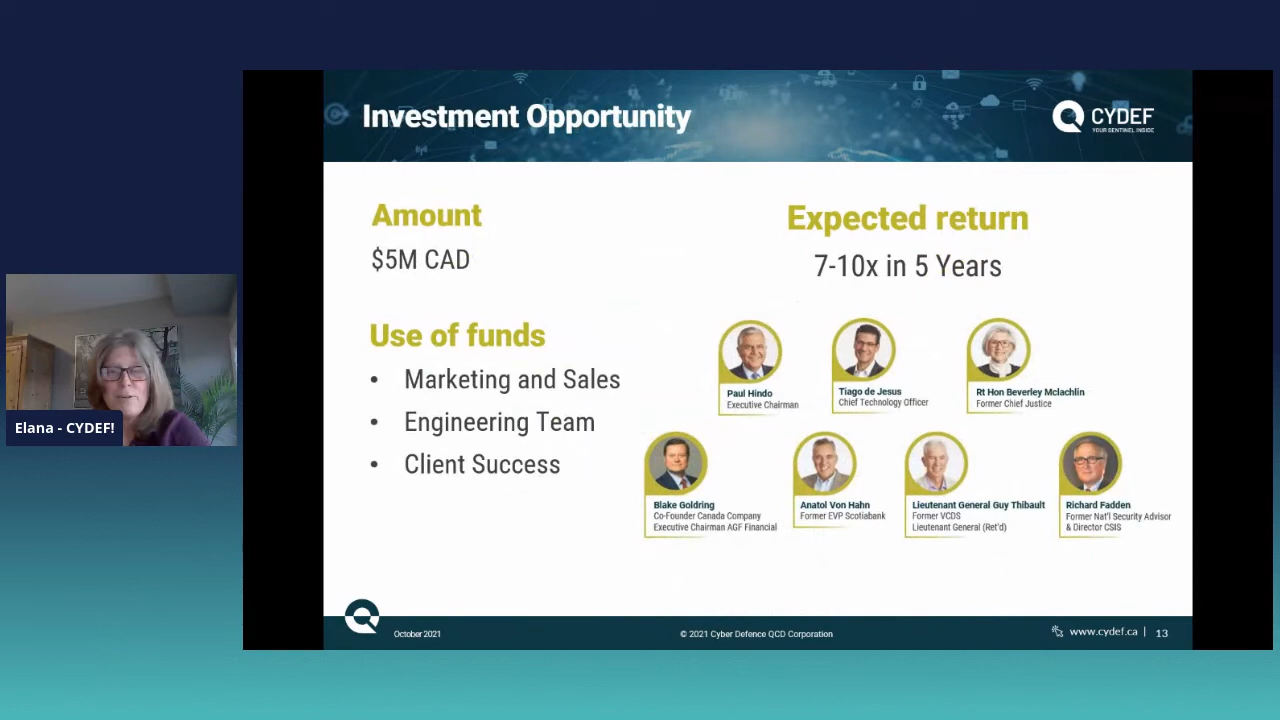 Investment Opportunity
CYDEF
YOUR SENTINEL INSIDE
Amount
$5M CAD
Expected return
7-10x in 5 Years
Use of funds
• Marketing and Sales
• Engineering Team
• Client Success
Paul Hindo
Executive Chairman
Tiago de Jesus
Chief Technology Officer
Rt Hon Beverley Mclachlin
Former Chief Justice
Blake Goldring
Co-Founder Canada Company
Executive Chairman AGF Financial
Anatol Von Hahn
Former EVP Scotiabank
Lieutenant General Guy Thibault
Former VCDS
Lieutenant General (Ret'd)
Richard Fadden
Former Nat'l Security Advisor
& Director CSIS
Elana - CYDEF!
October 2021
© 2021 Cyber Defence QCD Corporation
www.cydef.ca | 13